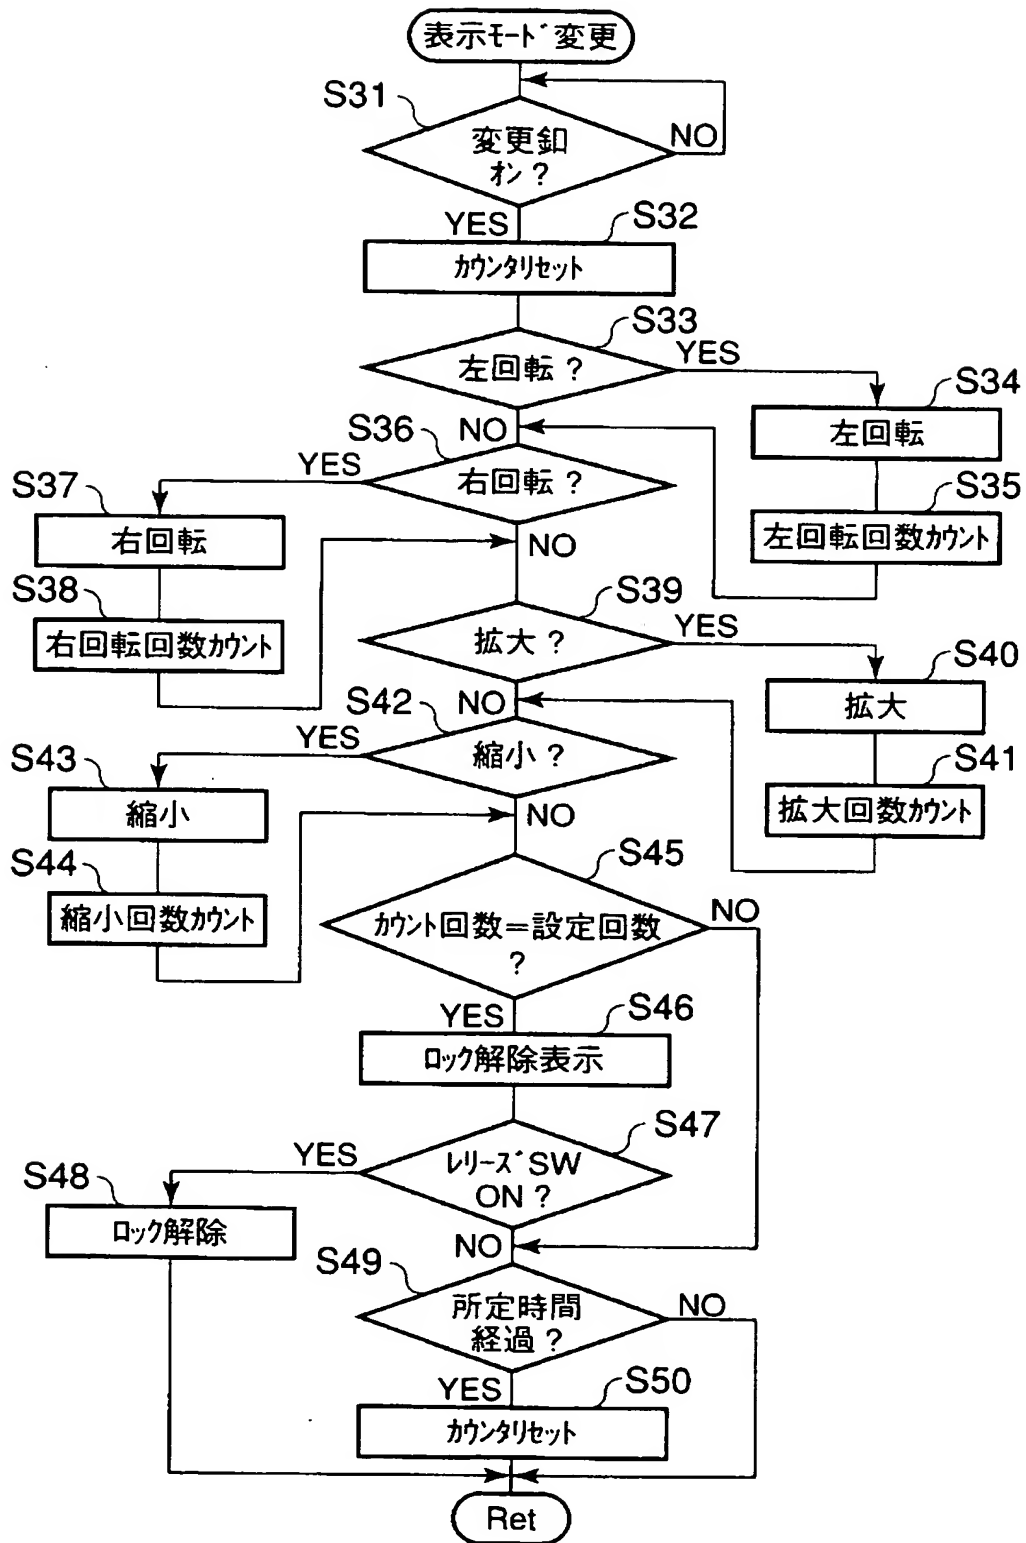 表示モード変更
S31
変更釦
オン？
NO
YES
S32
カウンタリセット
S33
左回転？
YES
S34
左回転
S35
左回転回数カウント
NO
S36
右回転？
YES
S37
右回転
S38
右回転回数カウント
NO
S39
拡大？
YES
S40
拡大
S41
拡大回数カウント
NO
S42
縮小？
YES
S43
縮小
S44
縮小回数カウント
NO
S45
カウント回数＝設定回数
？
NO
YES
S46
ロック解除表示
S47
レリーズSW
ON？
YES
S48
ロック解除
NO
S49
所定時間
経過？
NO
YES
S50
カウンタリセット
Ret